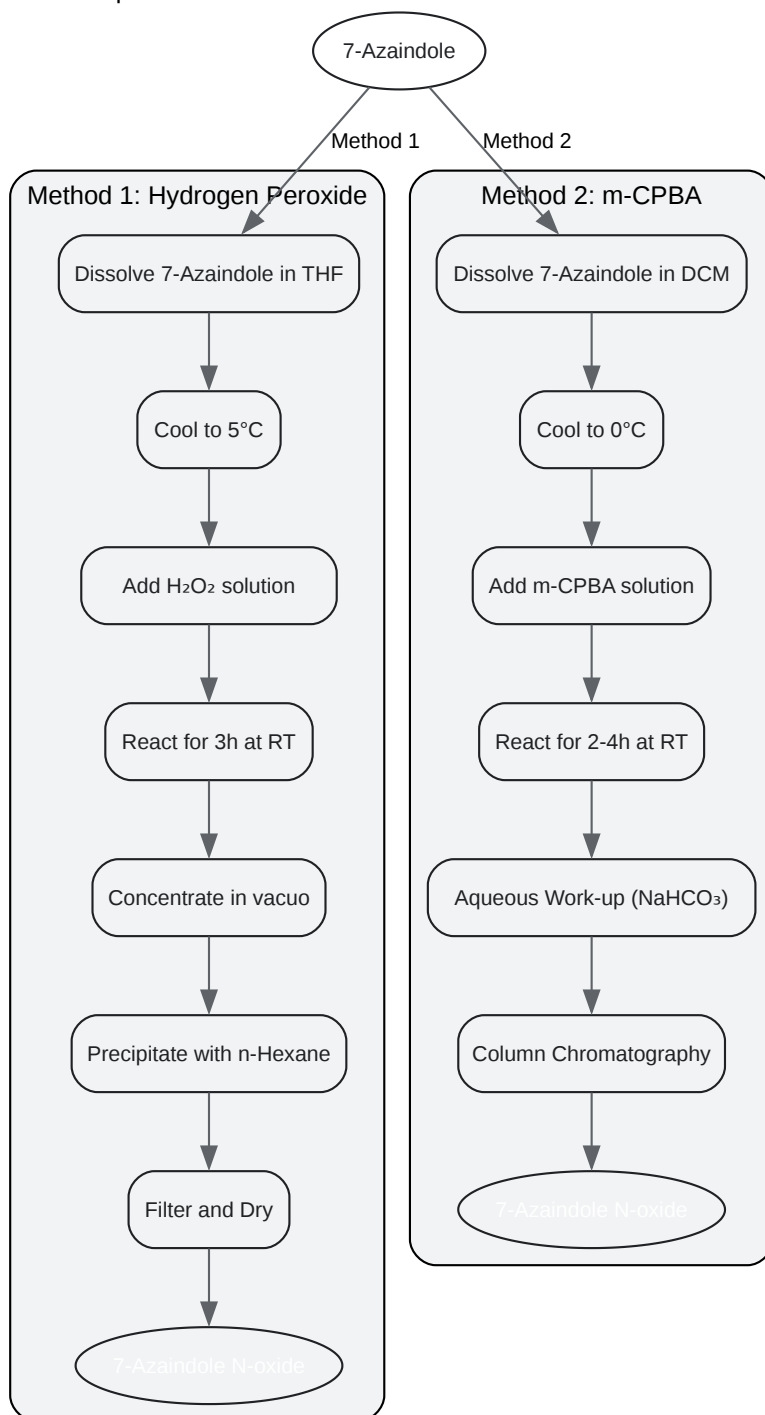 7-Azaindole
Method 1
Method 2
Method 1: Hydrogen Peroxide
Dissolve 7-Azaindole in THF
Cool to 5°C
Add H₂O₂ solution
React for 3h at RT
Concentrate in vacuo
Precipitate with n-Hexane
Filter and Dry
7-Azaindole N-oxide
Method 2: m-CPBA
Dissolve 7-Azaindole in DCM
Cool to 0°C
Add m-CPBA solution
React for 2-4h at RT
Aqueous Work-up (NaHCO₃)
Column Chromatography
7-Azaindole N-oxide